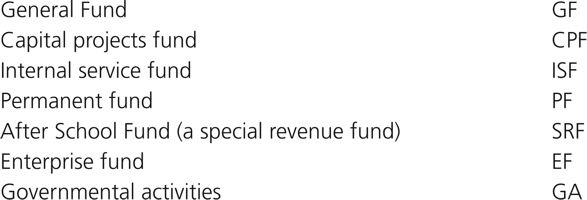 General Fund GF
Capital projects fund CPF
Internal service fund ISF
Permanent fund PF
After School Fund (a special revenue fund) SRF
Enterprise fund EF
Governmental activities GA